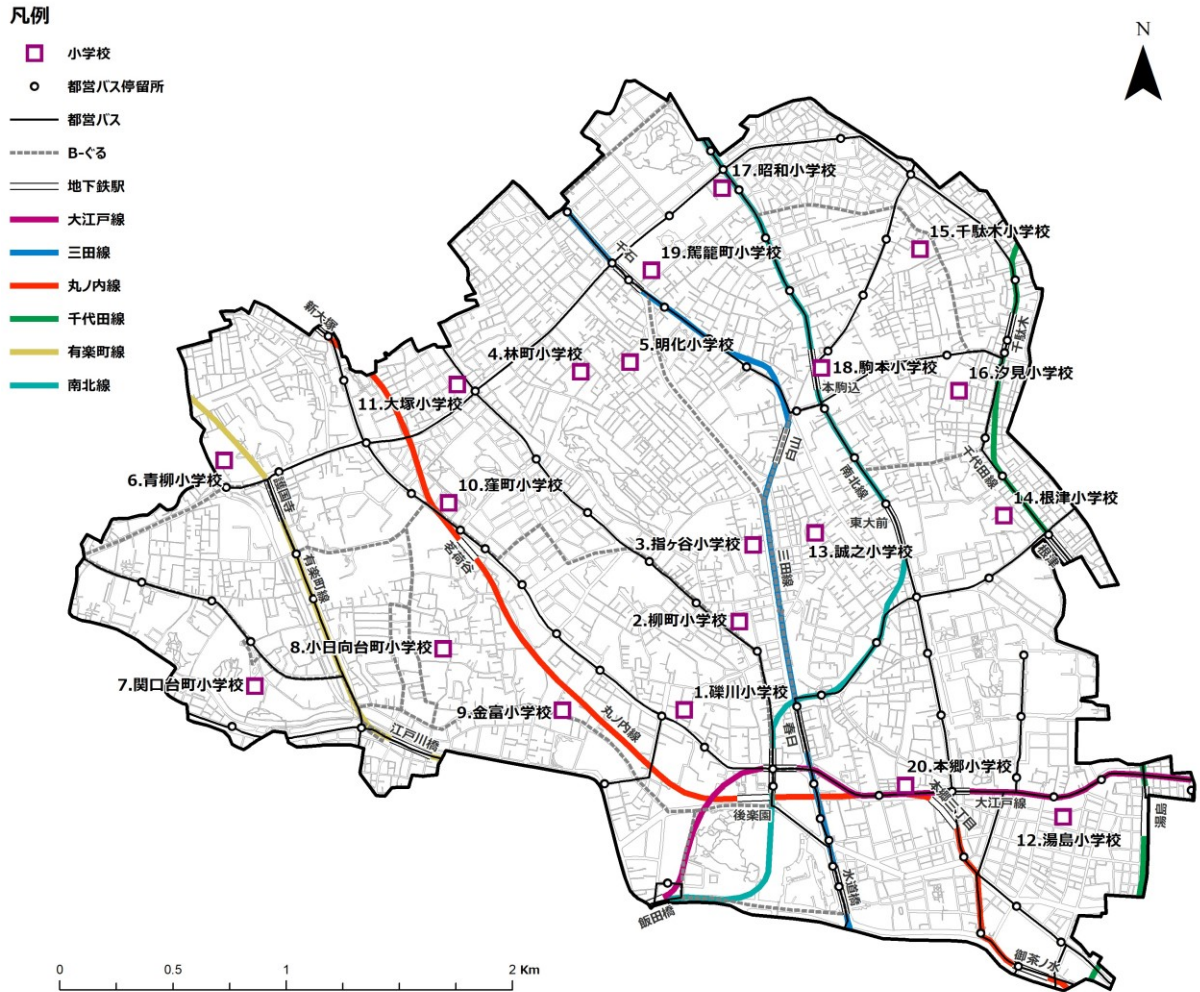 凡例
小学校
都営バス停留所
都営バス
B-ぐる
地下鉄駅
大江戸線
三田線
丸ノ内線
千代田線
有楽町線
南北線
N
17.昭和小学校
15.千駄木小学校
千石
19.駕籠町小学校
新大塚
千駄木
5.明化小学校
4.林町小学校
18.駒本小学校
16.汐見小学校
本駒込
11.大塚小学校
白山
千代田線
6.青柳小学校
護国寺
10.窪町小学校
南北線
14.根津小学校
東大前
3.指ヶ谷小学校
13.誠之小学校
茗荷谷
三田線
根津
有楽町線
2.柳町小学校
8.小日向台町小学校
7.関口台町小学校
1.礫川小学校
9.金富小学校
丸ノ内線
江戸川橋
春日
20.本郷小学校
本郷三丁目
大江戸線
湯島
後楽園
12.湯島小学校
水道橋
飯田橋
御茶ノ水
0 0.5 1 2 Km